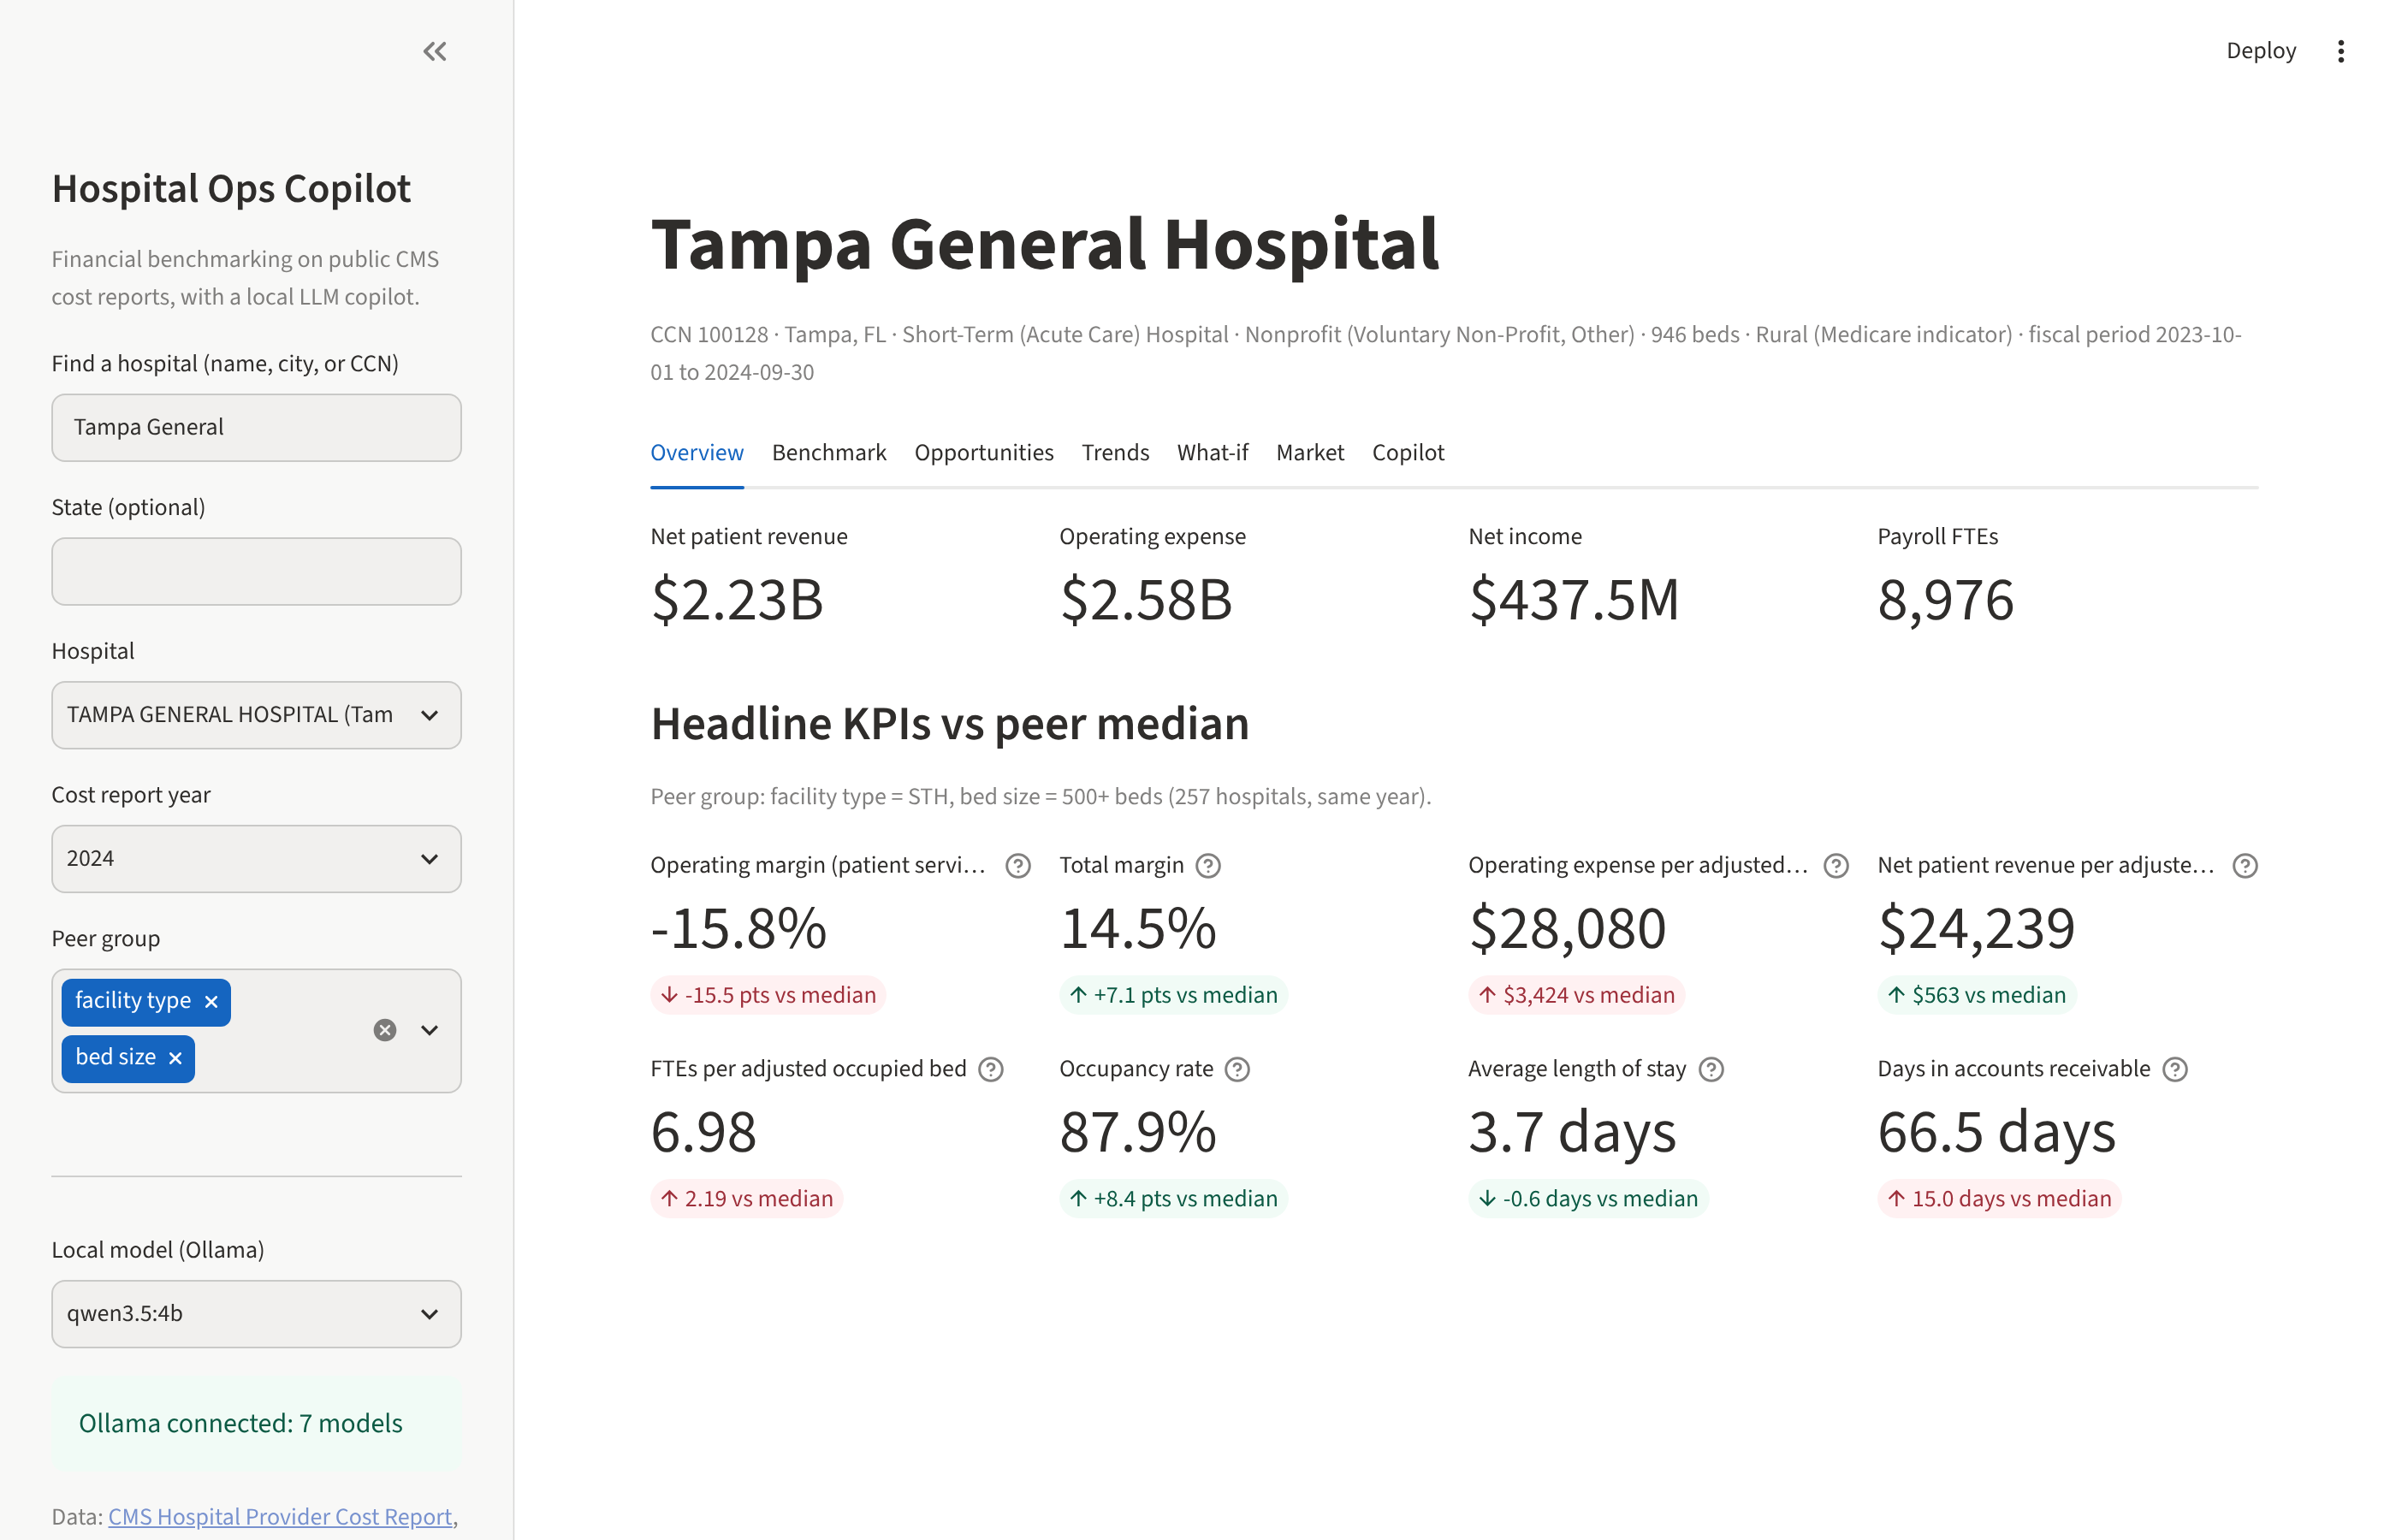 Hospital Ops Copilot
Financial benchmarking on public CMS
cost reports, with a local LLM copilot.
Find a hospital (name, city, or CCN)
Tampa General
State (optional)
Hospital
TAMPA GENERAL HOSPITAL (Tam
Cost report year
2024
Peer group
facility type
bed size
Local model (Ollama)
qwen3.5:4b
Ollama connected: 7 models
Data: CMS Hospital Provider Cost Report,
Deploy
Tampa General Hospital
CCN 100128 · Tampa, FL · Short-Term (Acute Care) Hospital · Nonprofit (Voluntary Non-Profit, Other) · 946 beds · Rural (Medicare indicator) · fiscal period 2023-10-
01 to 2024-09-30
Overview Benchmark Opportunities Trends What-if Market Copilot
Net patient revenue Operating expense Net income Payroll FTEs
$2.23B $2.58B $437.5M 8,976
Headline KPIs vs peer median
Peer group: facility type = STH, bed size = 500+ beds (257 hospitals, same year).
Operating margin (patient servi… Total margin Operating expense per adjusted… Net patient revenue per adjuste…
-15.8% 14.5% $28,080 $24,239
↓ -15.5 pts vs median ↑ +7.1 pts vs median ↑ $3,424 vs median ↑ $563 vs median
FTEs per adjusted occupied bed Occupancy rate Average length of stay Days in accounts receivable
6.98 87.9% 3.7 days 66.5 days
↑ 2.19 vs median ↑ +8.4 pts vs median ↓ -0.6 days vs median ↑ 15.0 days vs median